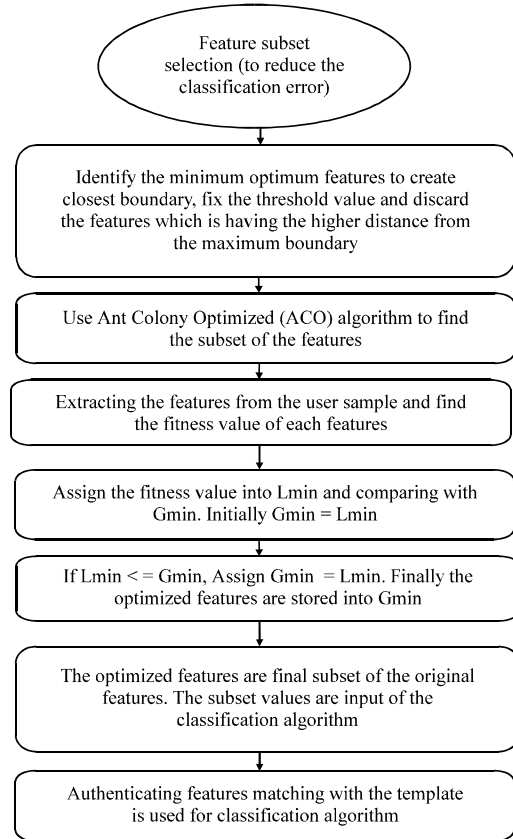 Feature subset
selection (to reduce the
classification error)
Identify the minimum optimum features to create
closest boundary, fix the threshold value and discard
the features which is having the higher distance from
the maximum boundary
Use Ant Colony Optimized (ACO) algorithm to find
the subset of the features
Extracting the features from the user sample and find
the fitness value of each features
Assign the fitness value into Lmin and comparing with
Gmin. Initially Gmin = Lmin
If Lmin < = Gmin, Assign Gmin = Lmin. Finally the
optimized features are stored into Gmin
The optimized features are final subset of the original
features. The subset values are input of the
classification algorithm
Authenticating features matching with the template
is used for classification algorithm